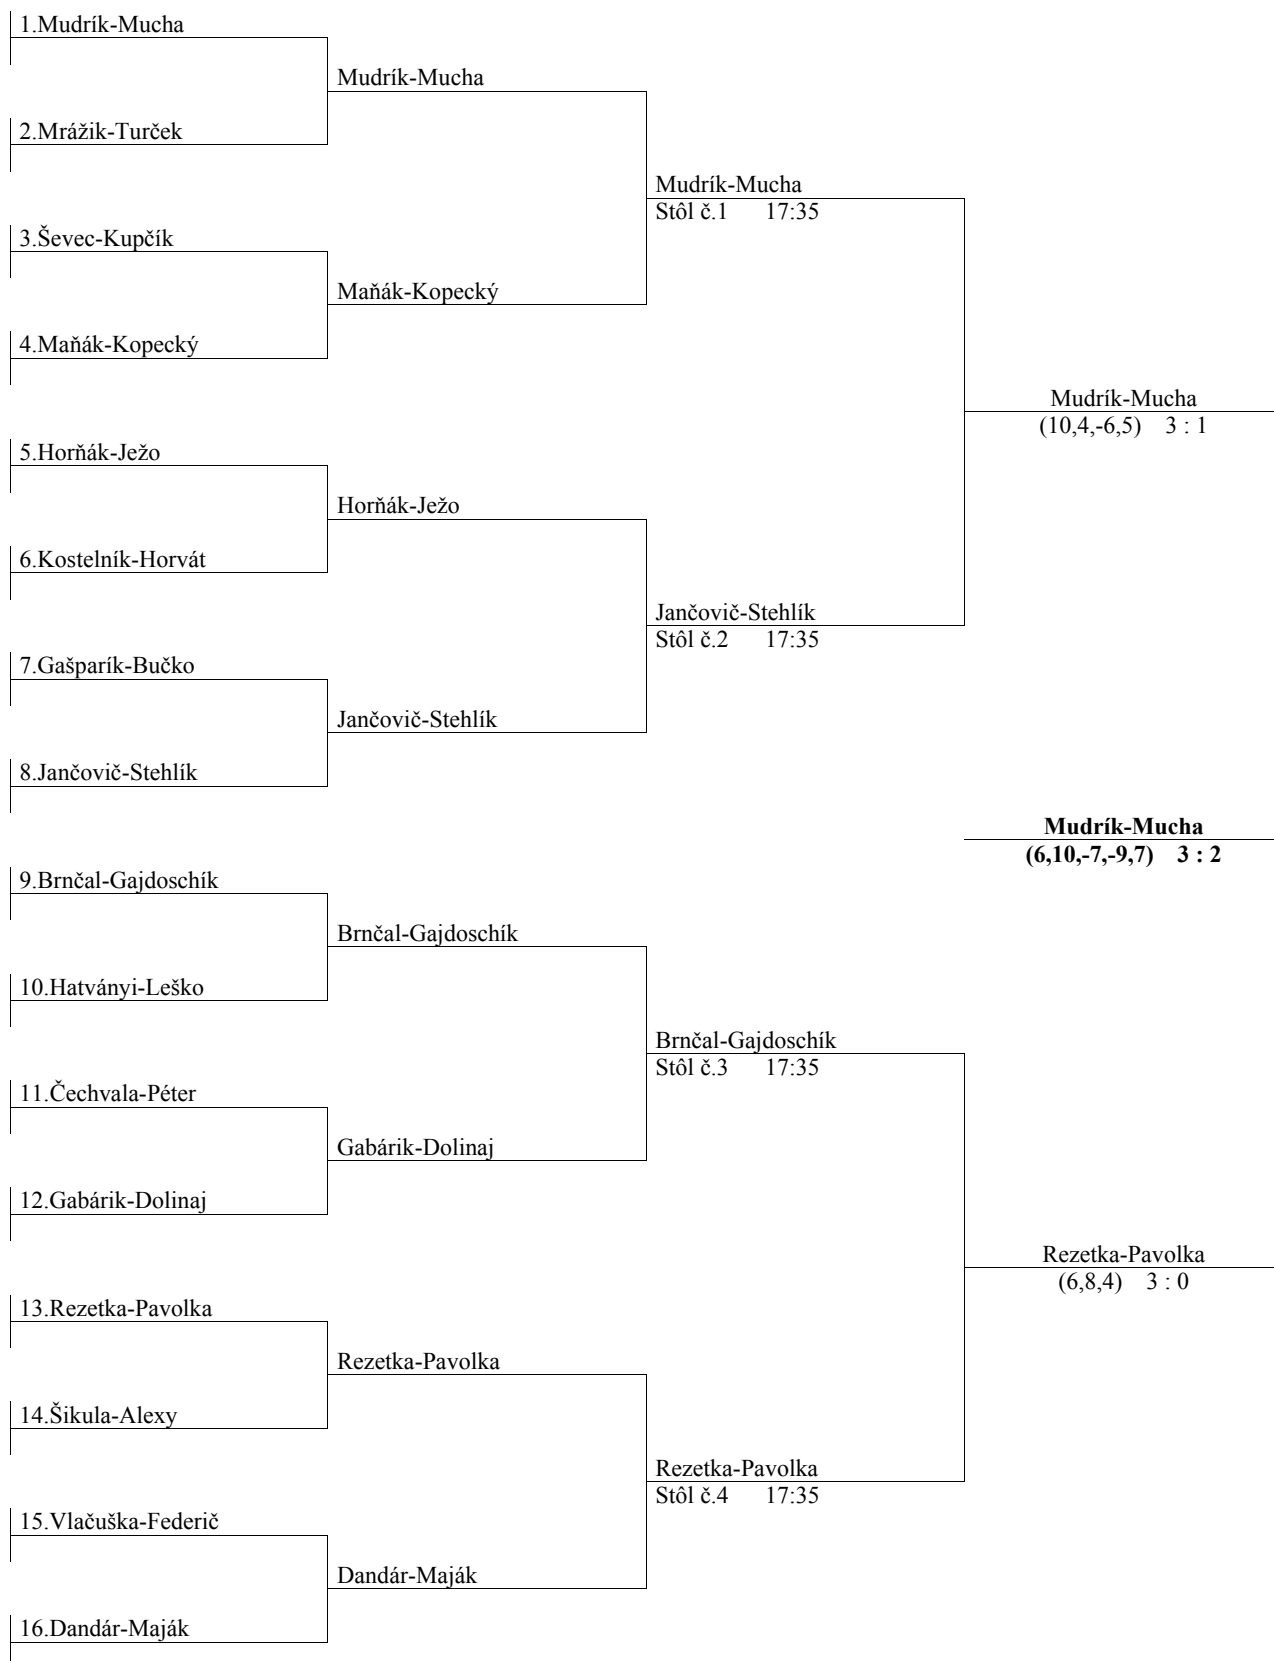 1.Mudrík-Mucha
Mudrík-Mucha
2.Mrážik-Turček
Mudrík-Mucha
Stôl č.1 17:35
3.Ševec-Kupčík
Maňák-Kopecký
4.Maňák-Kopecký
Mudrík-Mucha
(10,4,-6,5) 3 : 1
5.Horňák-Ježo
Horňák-Ježo
6.Kostelník-Horvát
Jančovič-Stehlík
Stôl č.2 17:35
7.Gašparík-Bučko
Jančovič-Stehlík
8.Jančovič-Stehlík
Mudrík-Mucha
(6,10,-7,-9,7) 3 : 2
9.Brnčal-Gajdoschík
Brnčal-Gajdoschík
10.Hatványi-Leško
Brnčal-Gajdoschík
Stôl č.3 17:35
11.Čechvala-Péter
Gabárik-Dolinaj
12.Gabárik-Dolinaj
Rezetka-Pavolka
(6,8,4) 3 : 0
13.Rezetka-Pavolka
Rezetka-Pavolka
14.Šikula-Alexy
Rezetka-Pavolka
Stôl č.4 17:35
15.Vlačuška-Federič
Dandár-Maják
16.Dandár-Maják